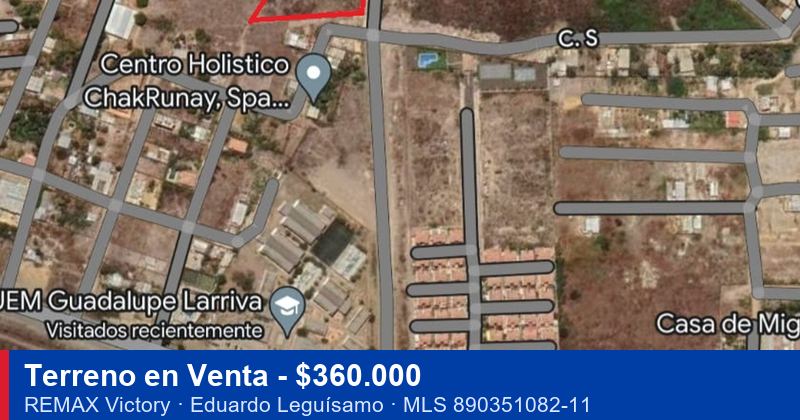 C. S
Centro Holistico
ChakRunay, Spa...
UEM Guadalupe Larriva
Visitados recientemente
Casa de Mig
Terreno en Venta - $360.000
REMAX Victory · Eduardo Leguísamo · MLS 890351082-11